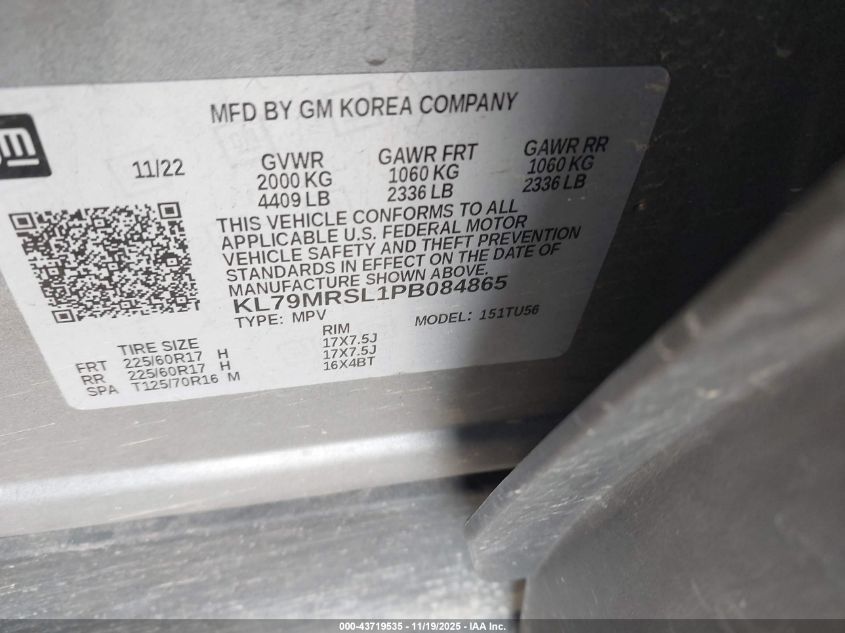 MFD BY GM KOREA COMPANY
gm
11/22
GVWR
2000 KG
4409 LB
GAWR FRT
1060 KG
2336 LB
GAWR RR
1060 KG
2336 LB
THIS VEHICLE CONFORMS TO ALL
APPLICABLE U.S. FEDERAL MOTOR
VEHICLE SAFETY AND THEFT PREVENTION
STANDARDS IN EFFECT ON THE DATE OF
MANUFACTURE SHOWN ABOVE.
KL79MRSL1PB084865
TYPE: MPV MODEL: 151TU56
TIRE SIZE RIM
FRT 225/60R17 H 17X7.5J
RR 225/60R17 H 17X7.5J
SPA T125/70R16 M 16X4BT
000-43719535 - 11/19/2025 - IAA Inc.